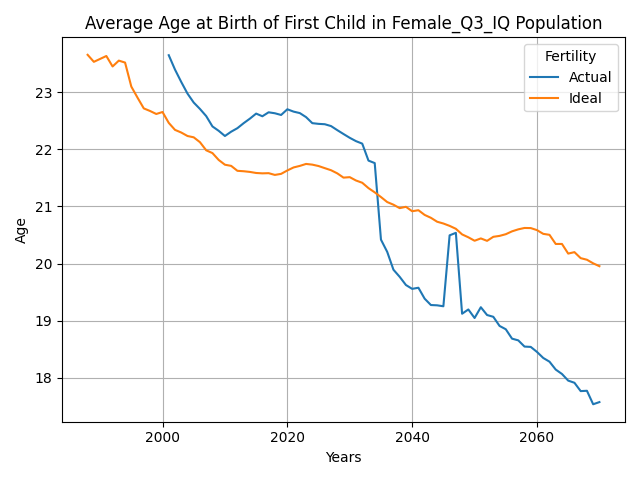 Average Age at Birth of First Child in Female_Q3_IQ Population
Fertility
Actual
Ideal
23
22
21
20
19
18
Age
2000
2020
2040
2060
Years